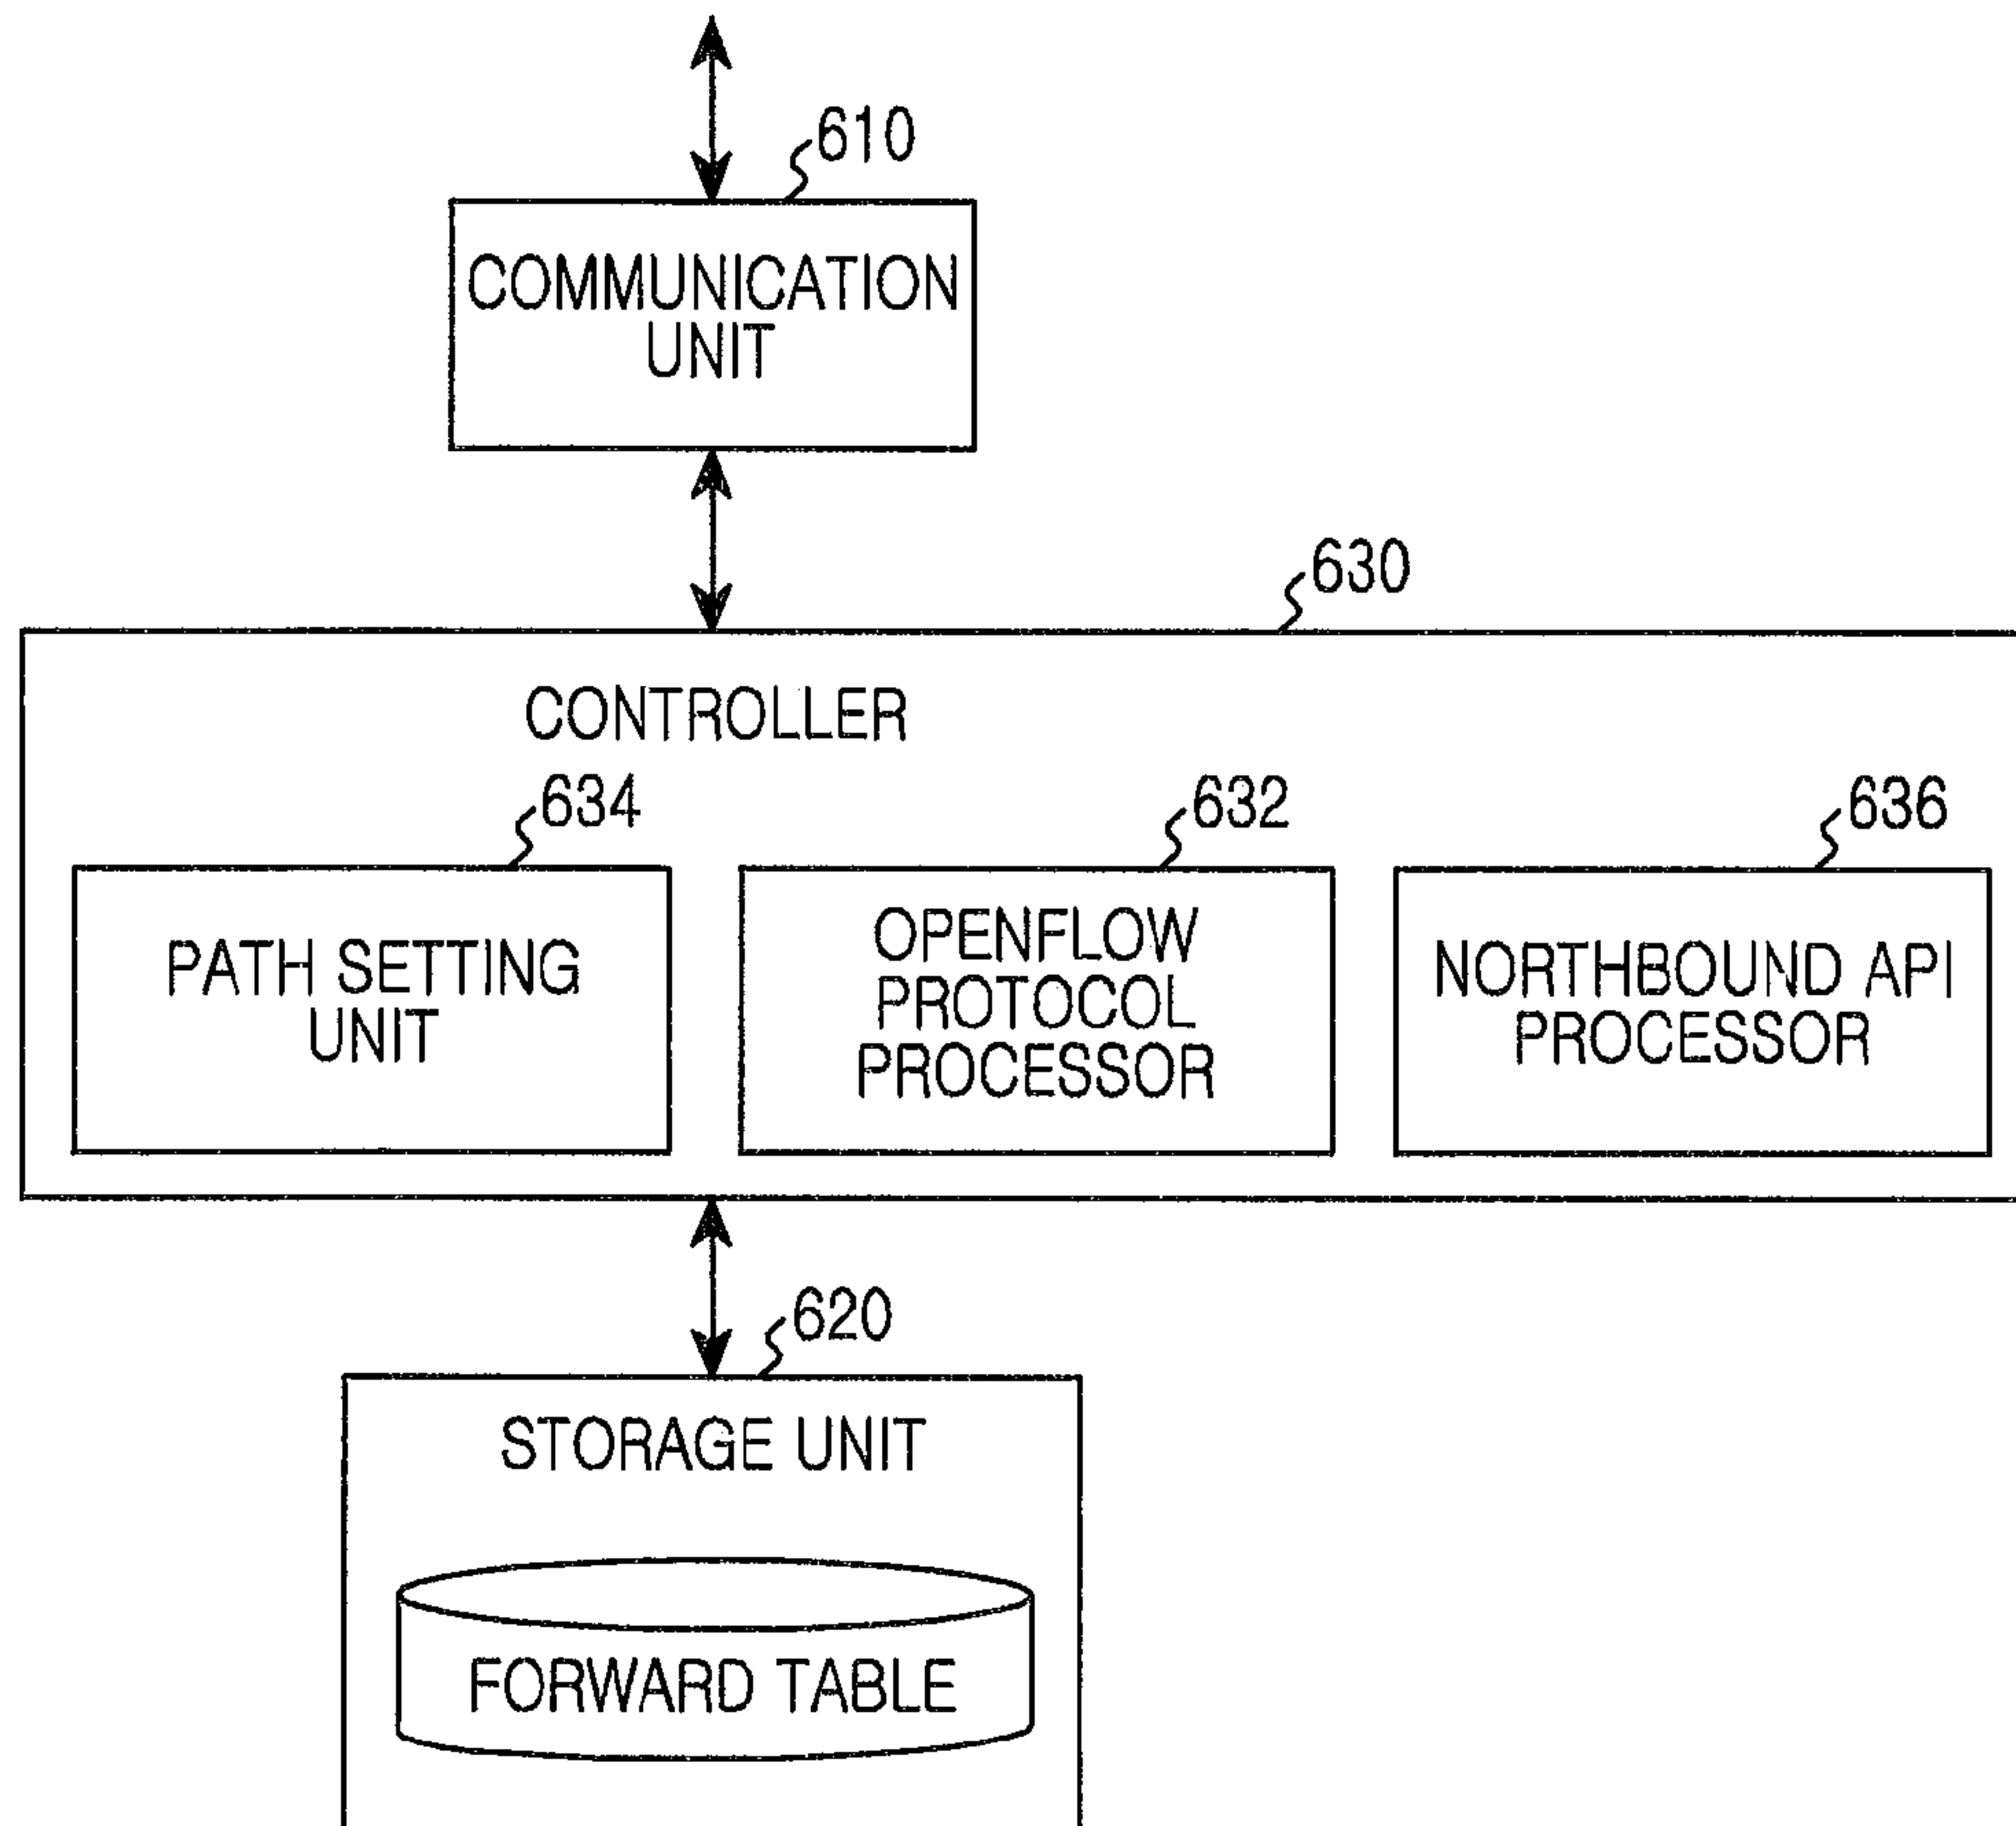 610
COMMUNICATION
UNIT
630
CONTROLLER
634
632
636
PATH SETTING
UNIT
OPENFLOW
PROTOCOL
PROCESSOR
NORTHBOUND API
PROCESSOR
620
STORAGE UNIT
FORWARD TABLE